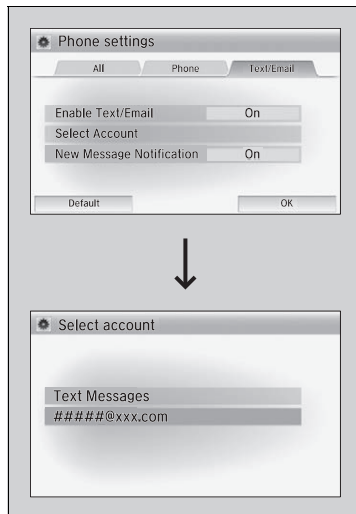 Phone settings
All Phone Text/Email
Enable Text/Email On
Select Account
New Message Notification On
Default OK
Select account
Text Messages
#####@xxx.com